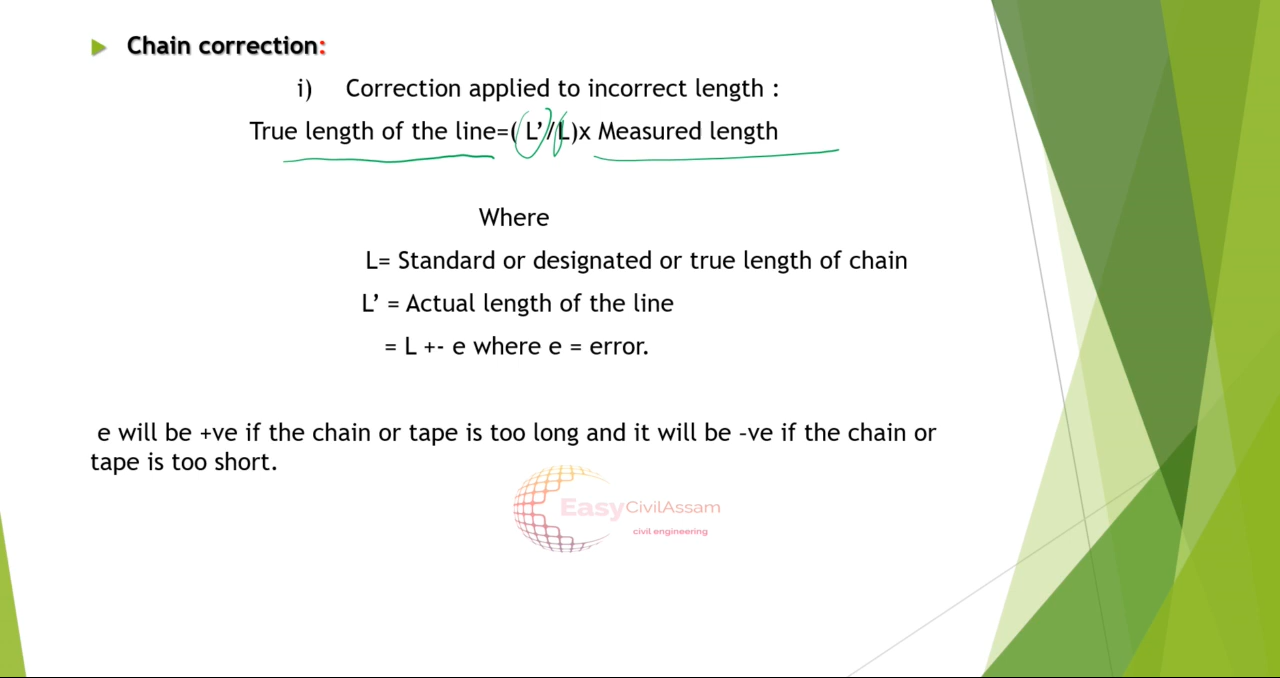 Chain correction:
i) Correction applied to incorrect length :
True length of the line=( L’/L)x Measured length
Where
L= Standard or designated or true length of chain
L’ = Actual length of the line
= L +- e where e = error.
e will be +ve if the chain or tape is too long and it will be –ve if the chain or
tape is too short.
EasyCivilAssam
civil engineering